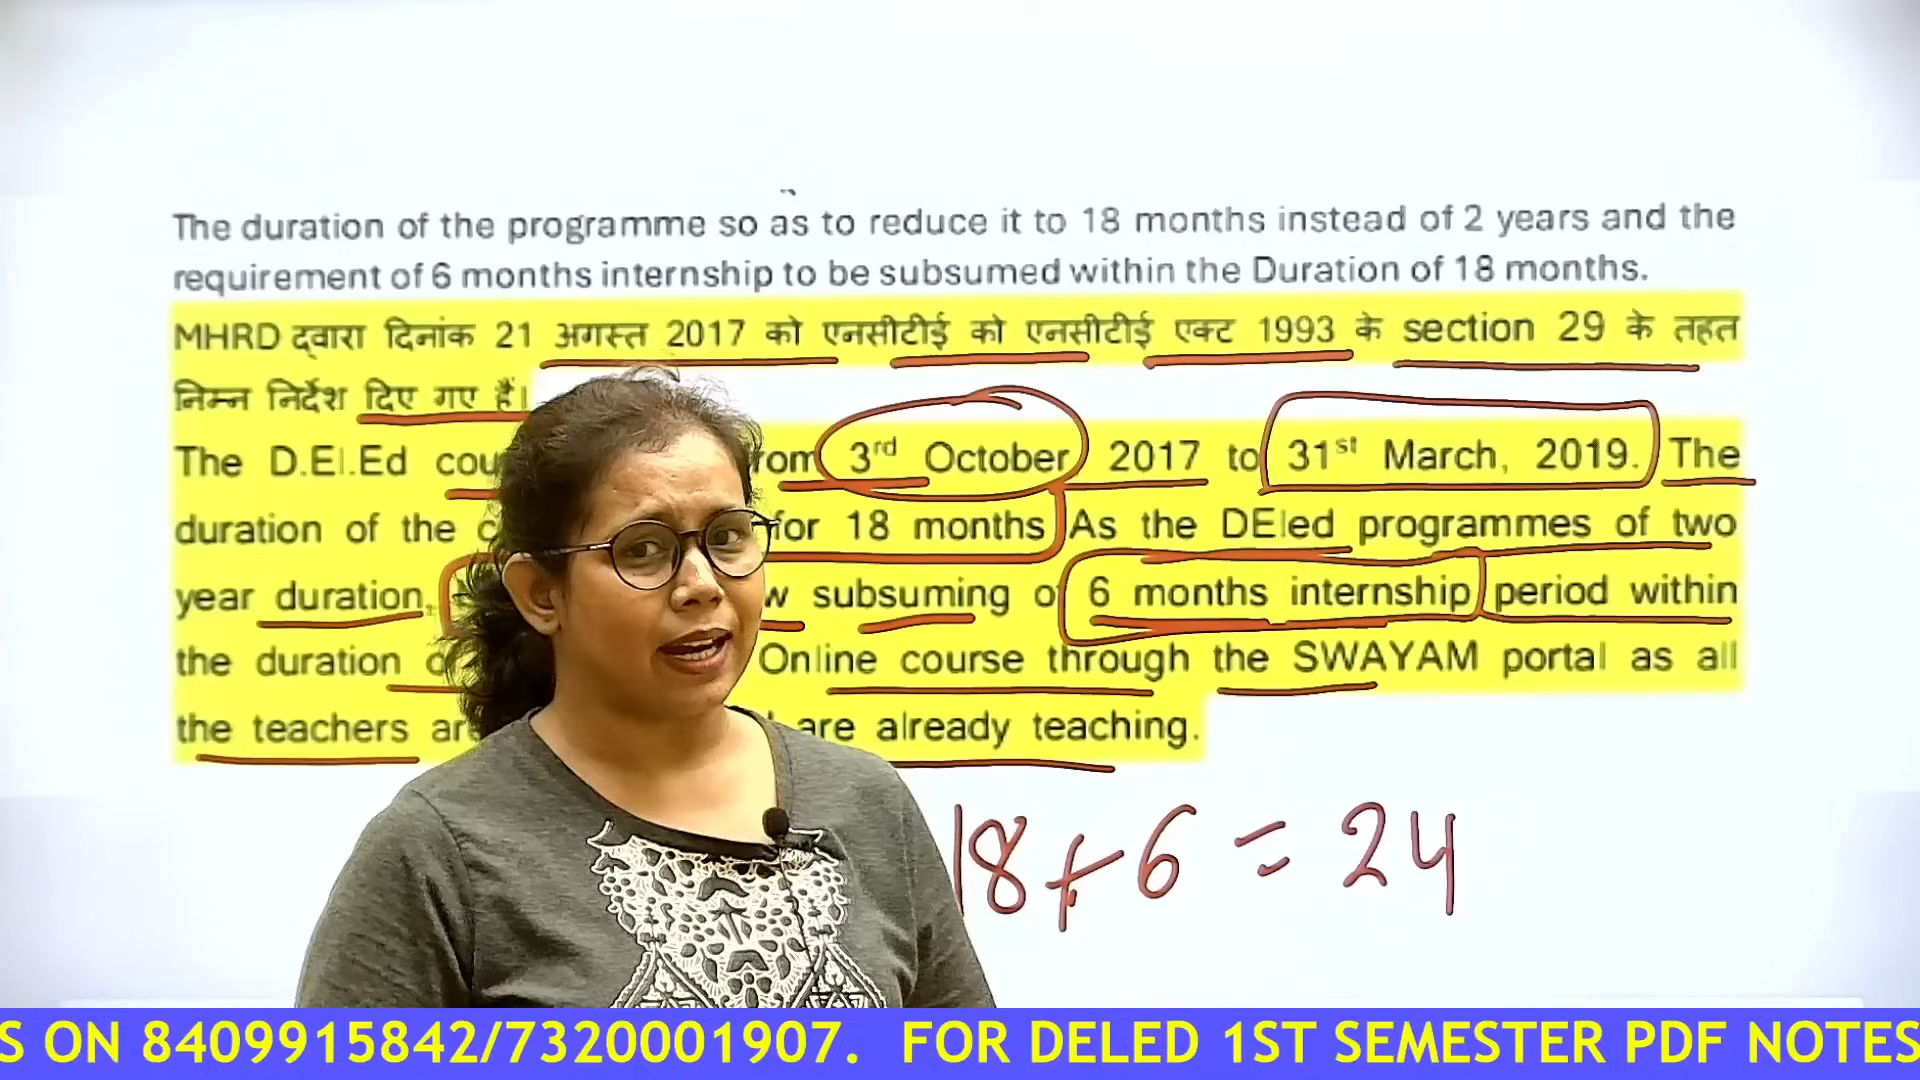 The duration of the programme so as to reduce it to 18 months instead of 2 years and the
requirement of 6 months internship to be subsumed within the Duration of 18 months.
MHRD द्वारा दिनांक 21 अगस्त 2017 को एनसीटीई को एनसीटीई एक्ट 1993 के section 29 के तहत
निम्न निर्देश दिए गए हैं।
The D.El.Ed 3rd October 2017 to 31st March, 2019. The
duration of the for 18 months As the DEled programmes of two
year duration, subsuming 6 months internship period within
the duration Online course through the SWAYAM portal as all
the teachers are already teaching.
18 + 6 = 24
S ON 8409915842/7320001907. FOR DELED 1ST SEMESTER PDF NOTES